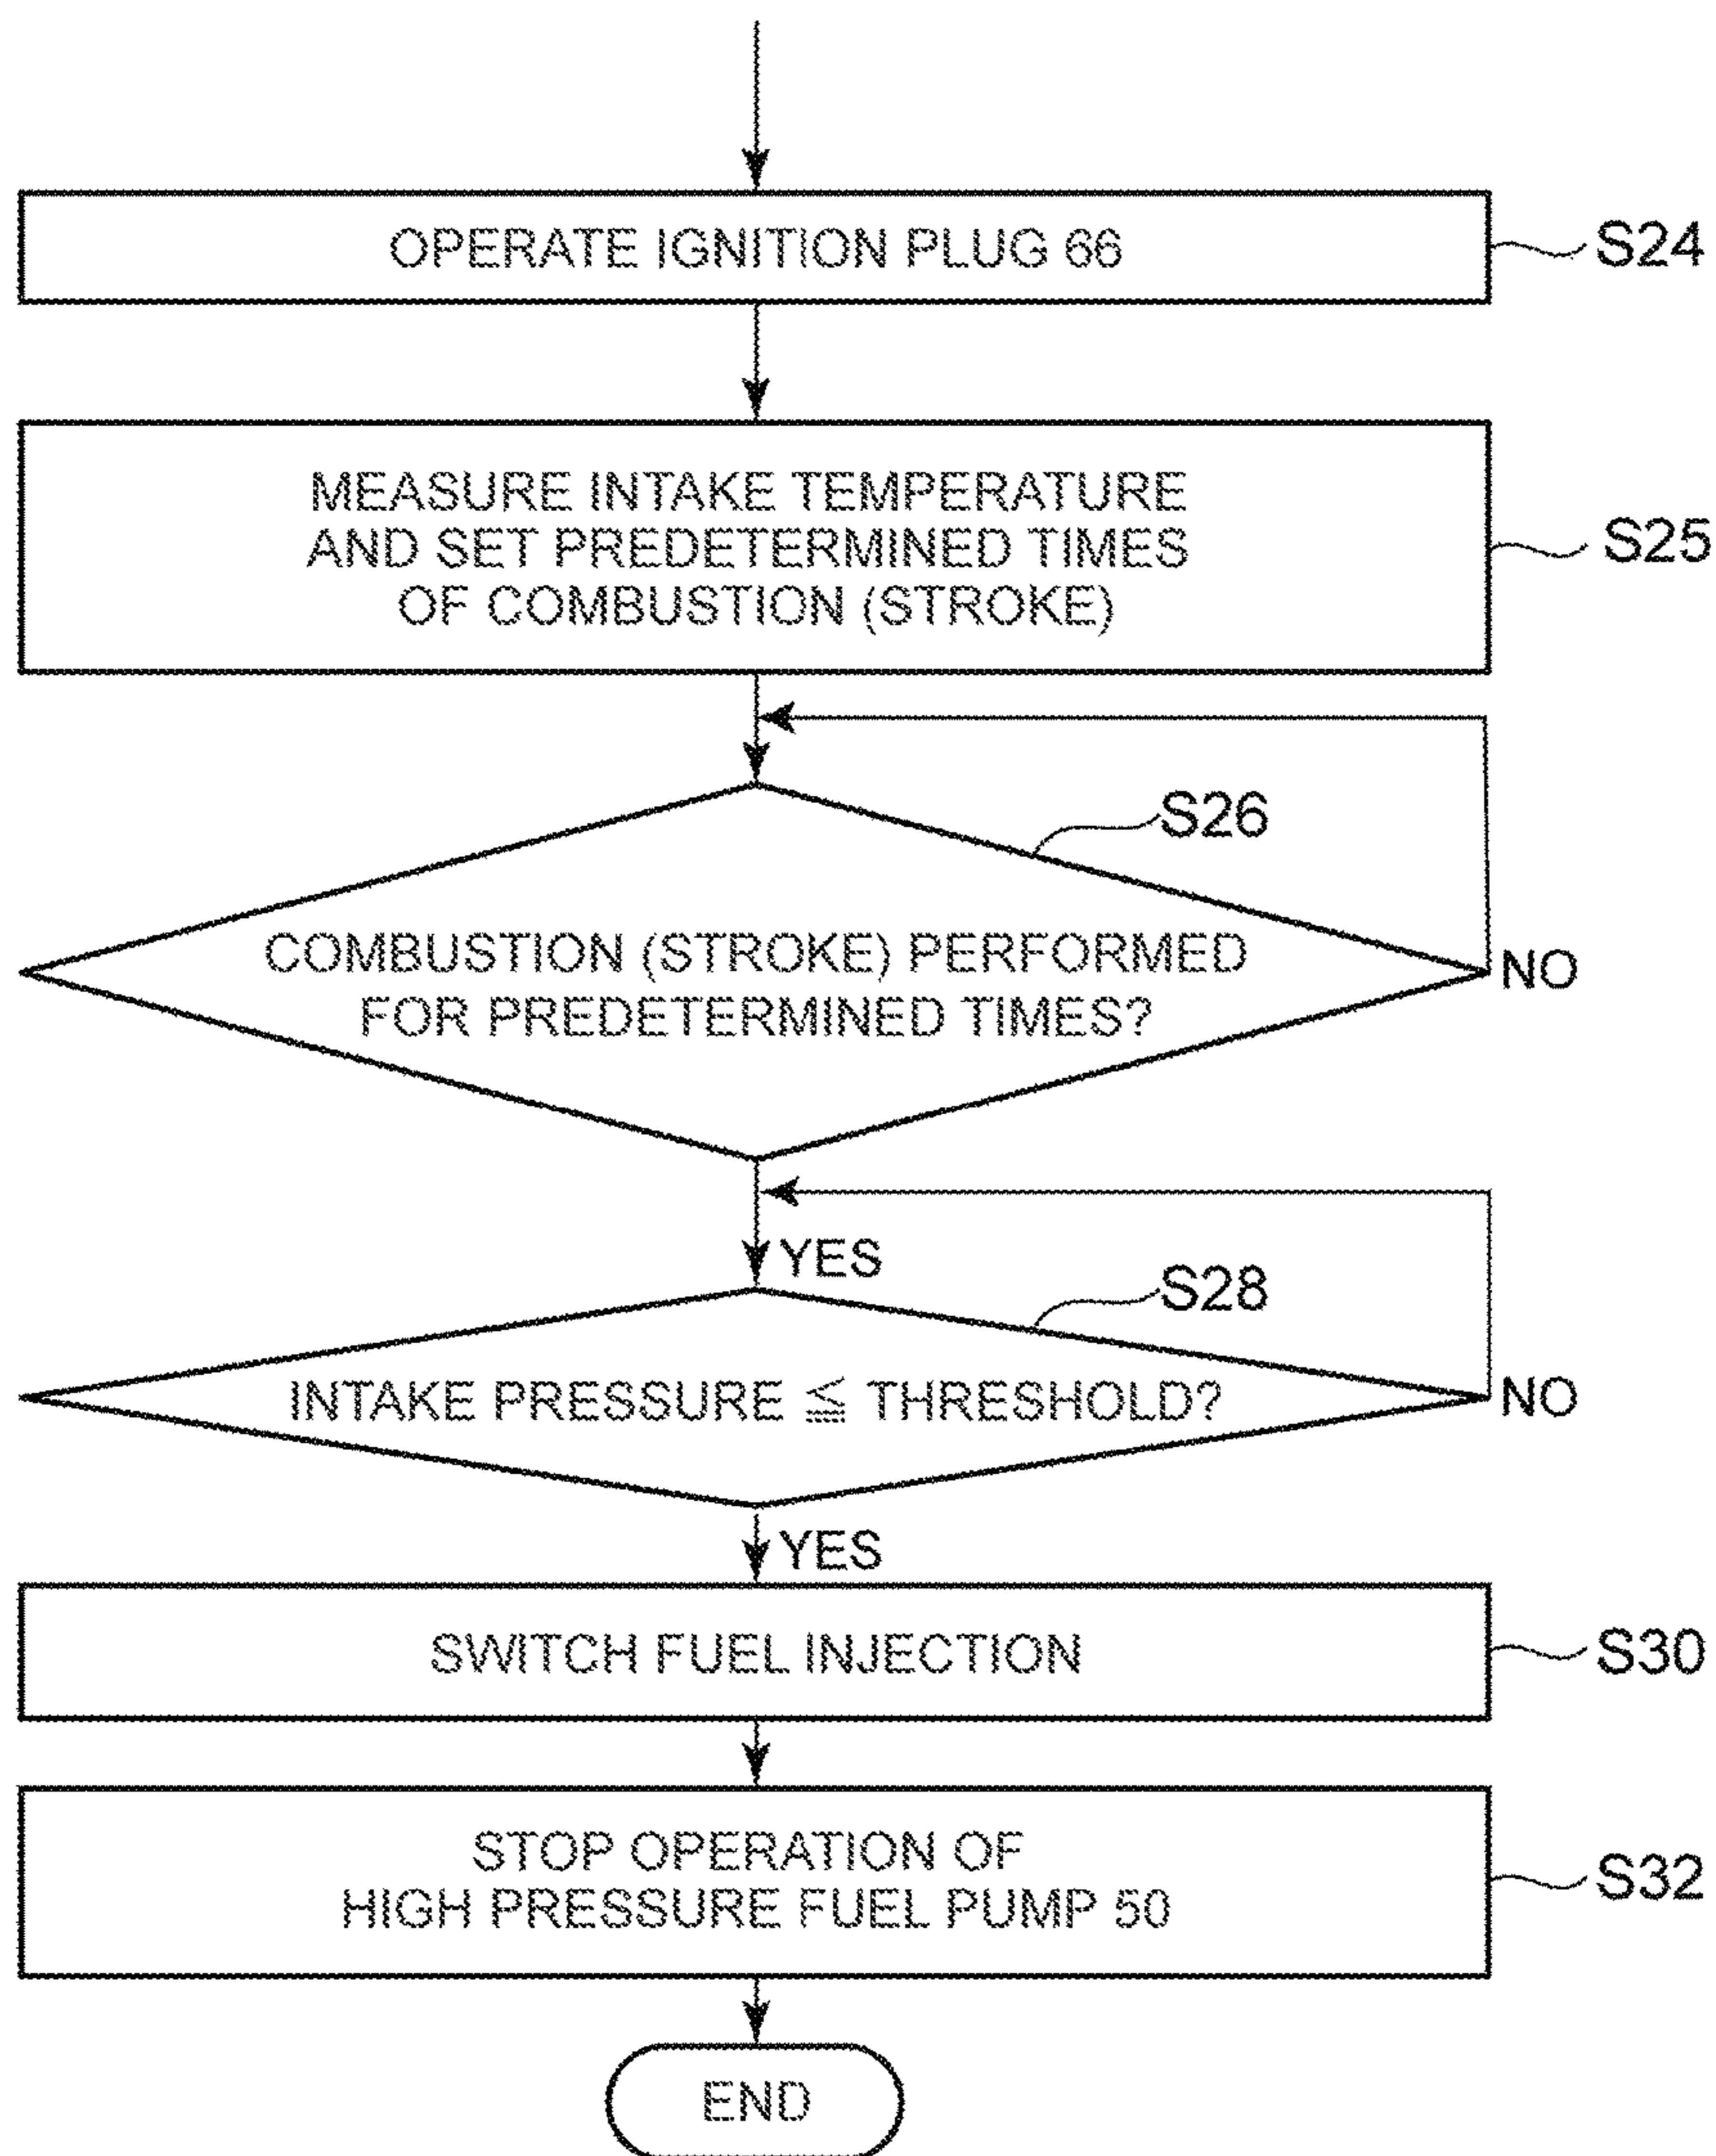 OPERATE IGNITION PLUG 66
S24
MEASURE INTAKE TEMPERATURE
AND SET PREDETERMINED TIMES
OF COMBUSTION (STROKE)
S25
S26
COMBUSTION (STROKE) PERFORMED
FOR PREDETERMINED TIMES?
NO
YES
S28
INTAKE PRESSURE ≦ THRESHOLD?
NO
YES
SWITCH FUEL INJECTION
S30
STOP OPERATION OF
HIGH PRESSURE FUEL PUMP 50
S32
END